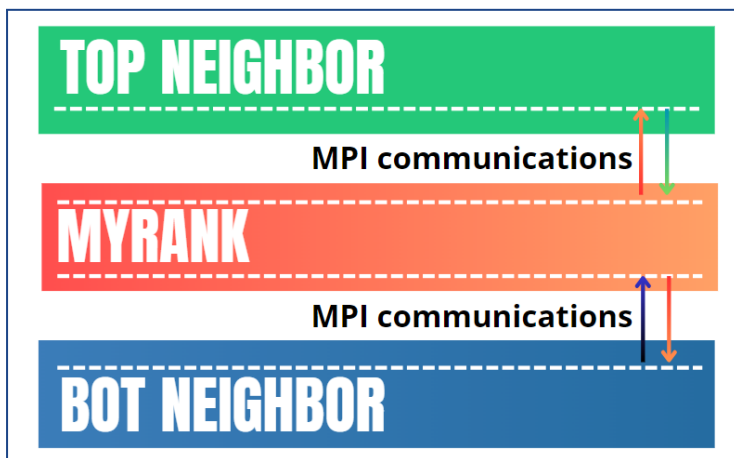 TOP NEIGHBOR
MPI communications
MYRANK
MPI communications
BOT NEIGHBOR